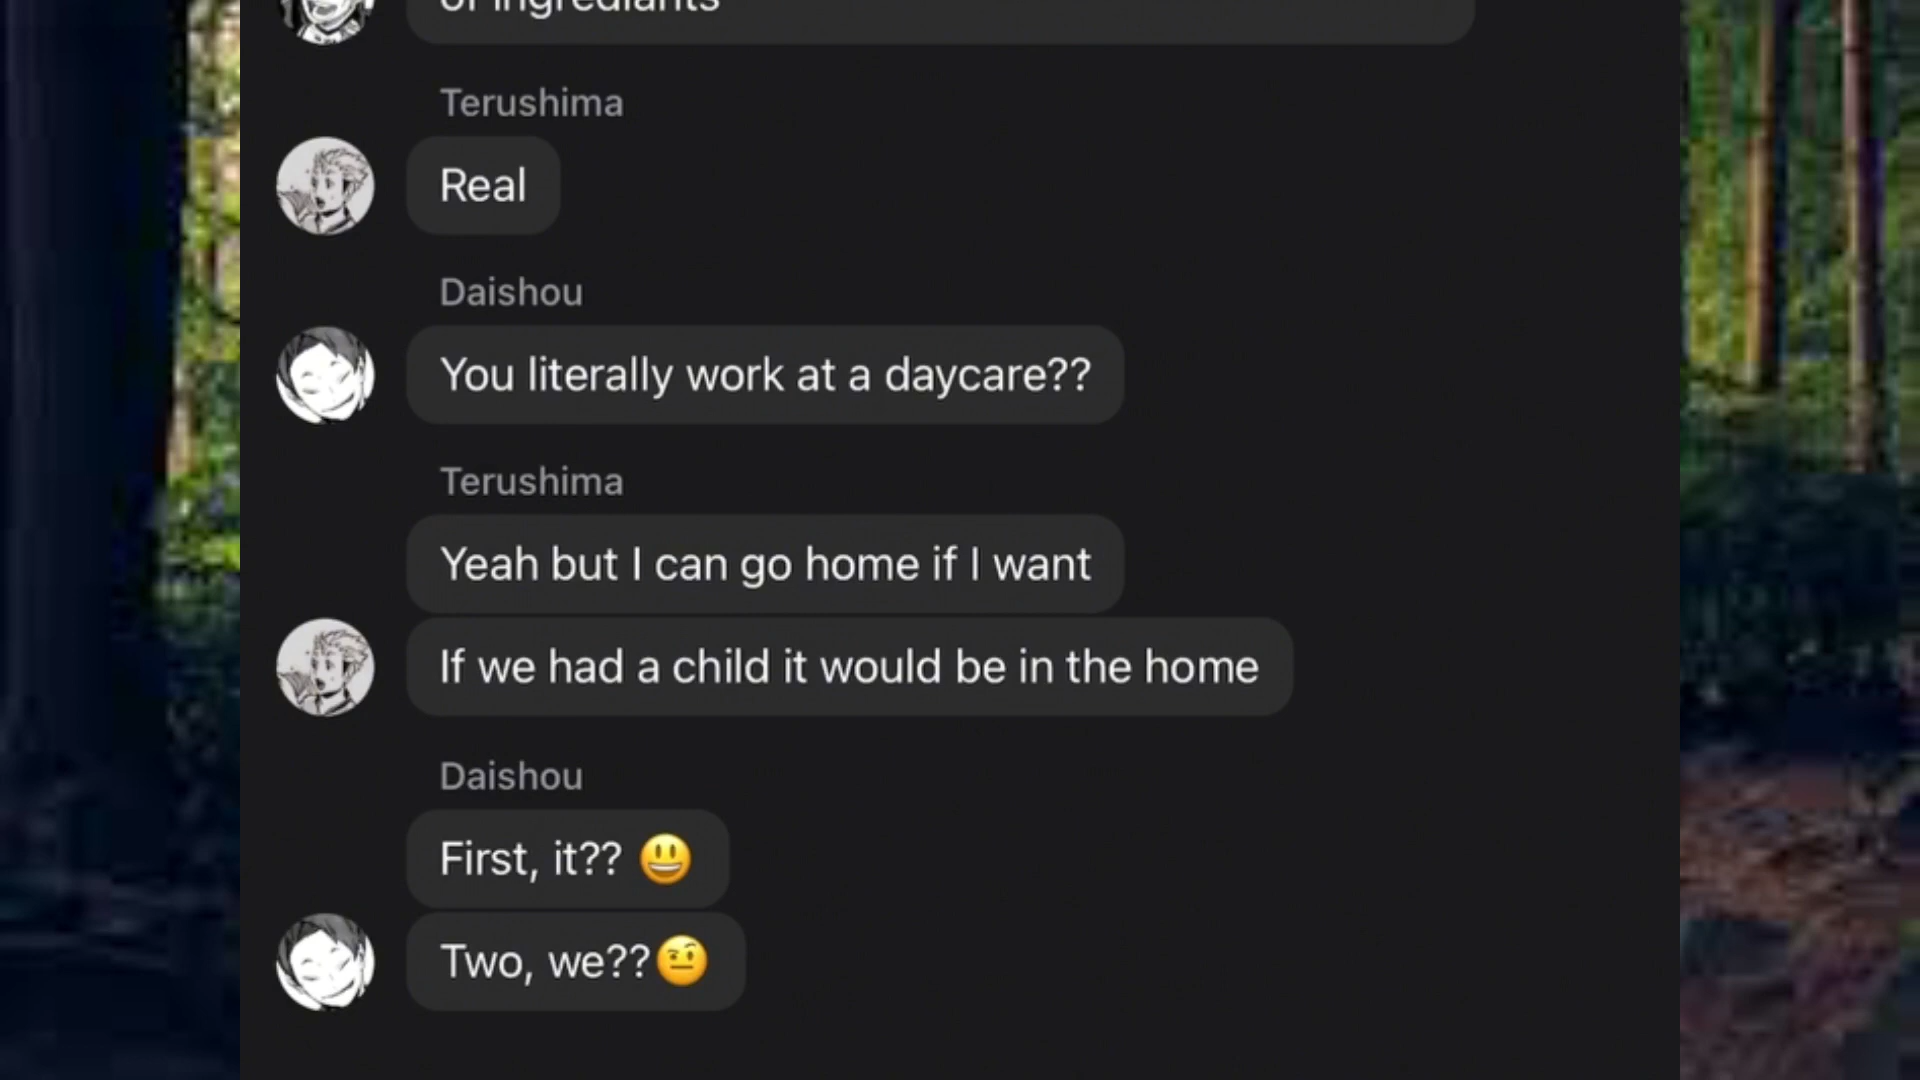 of ingrediants
Terushima
Real
Daishou
You literally work at a daycare??
Terushima
Yeah but I can go home if I want
If we had a child it would be in the home
Daishou
First, it?? 😃
Two, we??🤨